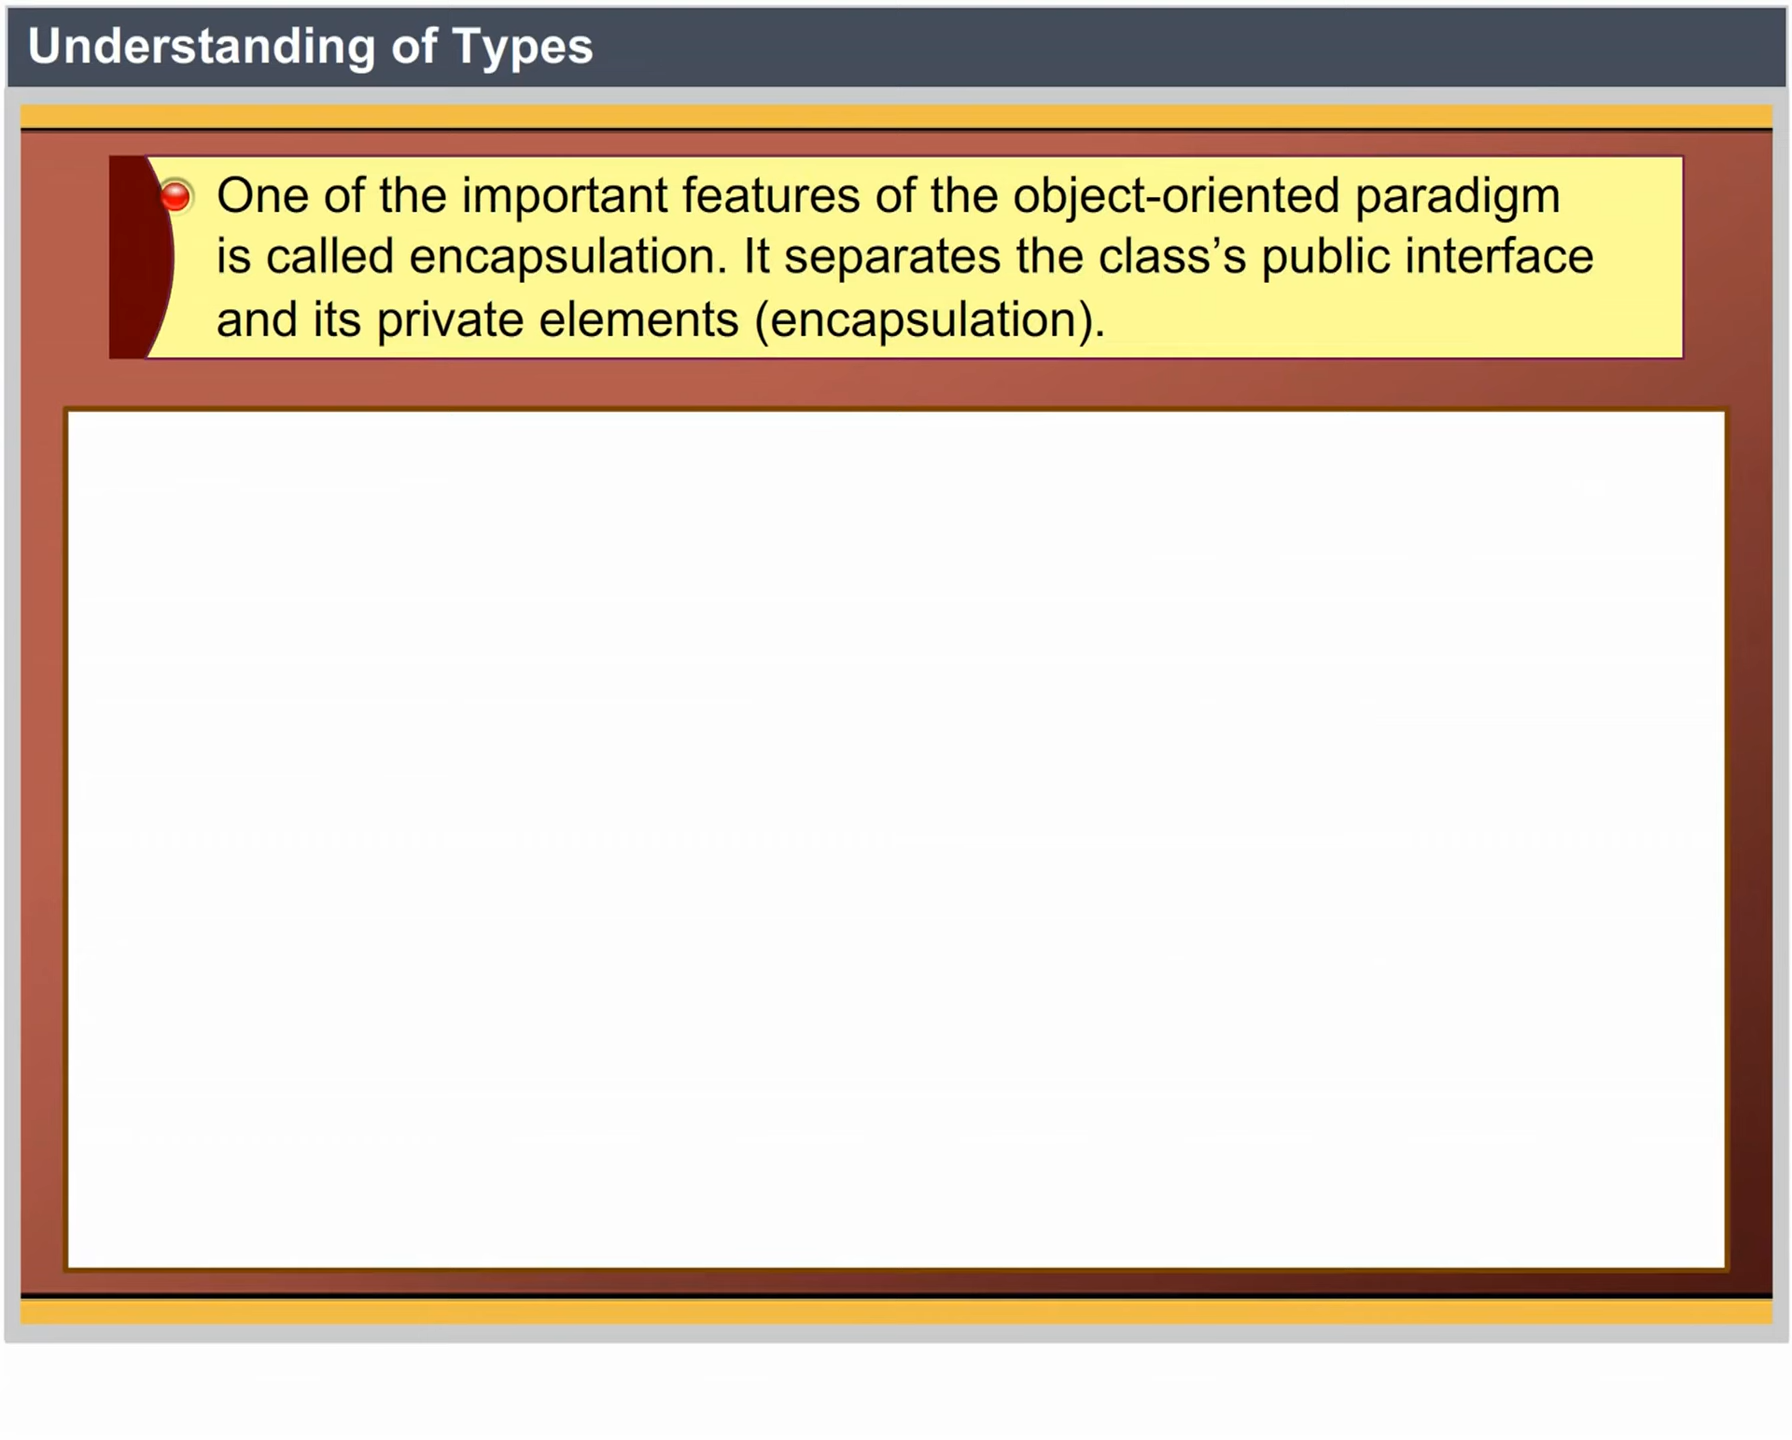 Understanding of Types
One of the important features of the object-oriented paradigm
is called encapsulation. It separates the class’s public interface
and its private elements (encapsulation).